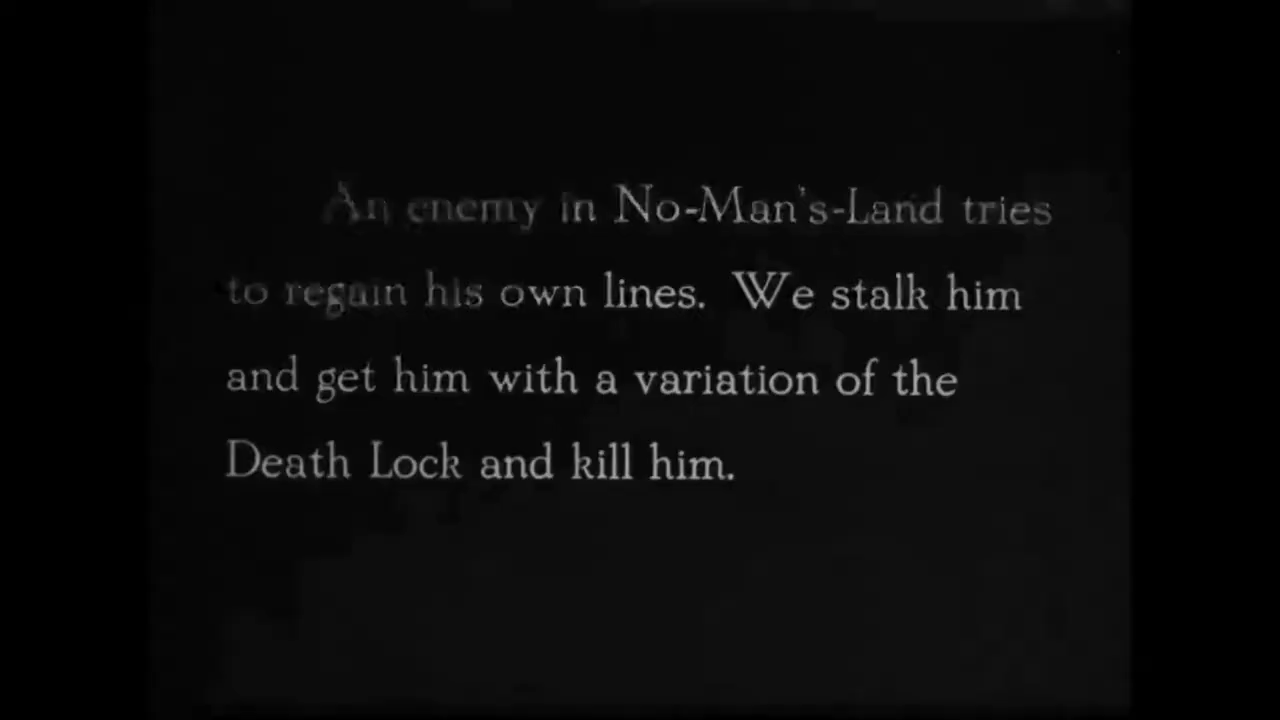 An enemy in No-Man's-Land tries
to regain his own lines. We stalk him
and get him with a variation of the
Death Lock and kill him.